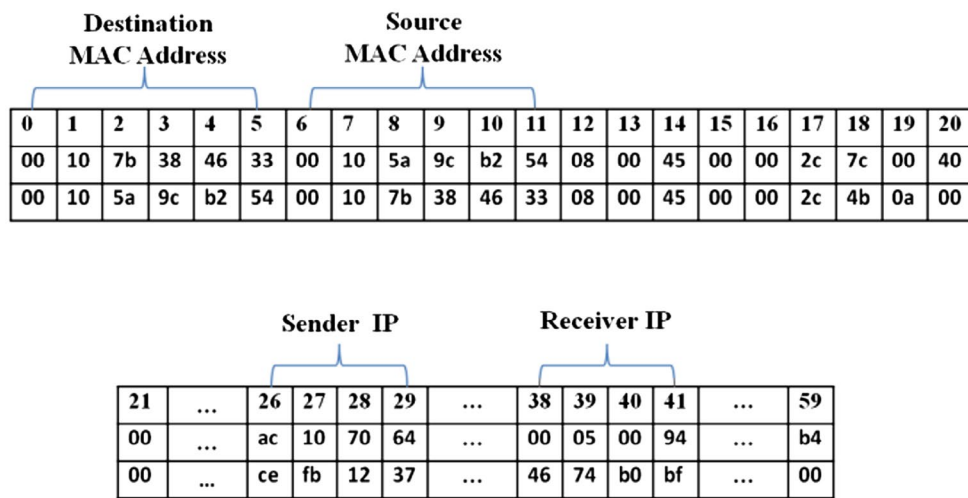 Destination MAC Address
Source MAC Address
0 1 2 3 4 5 6 7 8 9 10 11 12 13 14 15 16 17 18 19 20
00 10 7b 38 46 33 00 10 5a 9c b2 54 08 00 45 00 00 2c 7c 00 40
00 10 5a 9c b2 54 00 10 7b 38 46 33 08 00 45 00 00 2c 4b 0a 00
Sender IP
Receiver IP
21 ... 26 27 28 29 ... 38 39 40 41 ... 59
00 ... ac 10 70 64 ... 00 05 00 94 ... b4
00 ... ce fb 12 37 ... 46 74 b0 bf ... 00